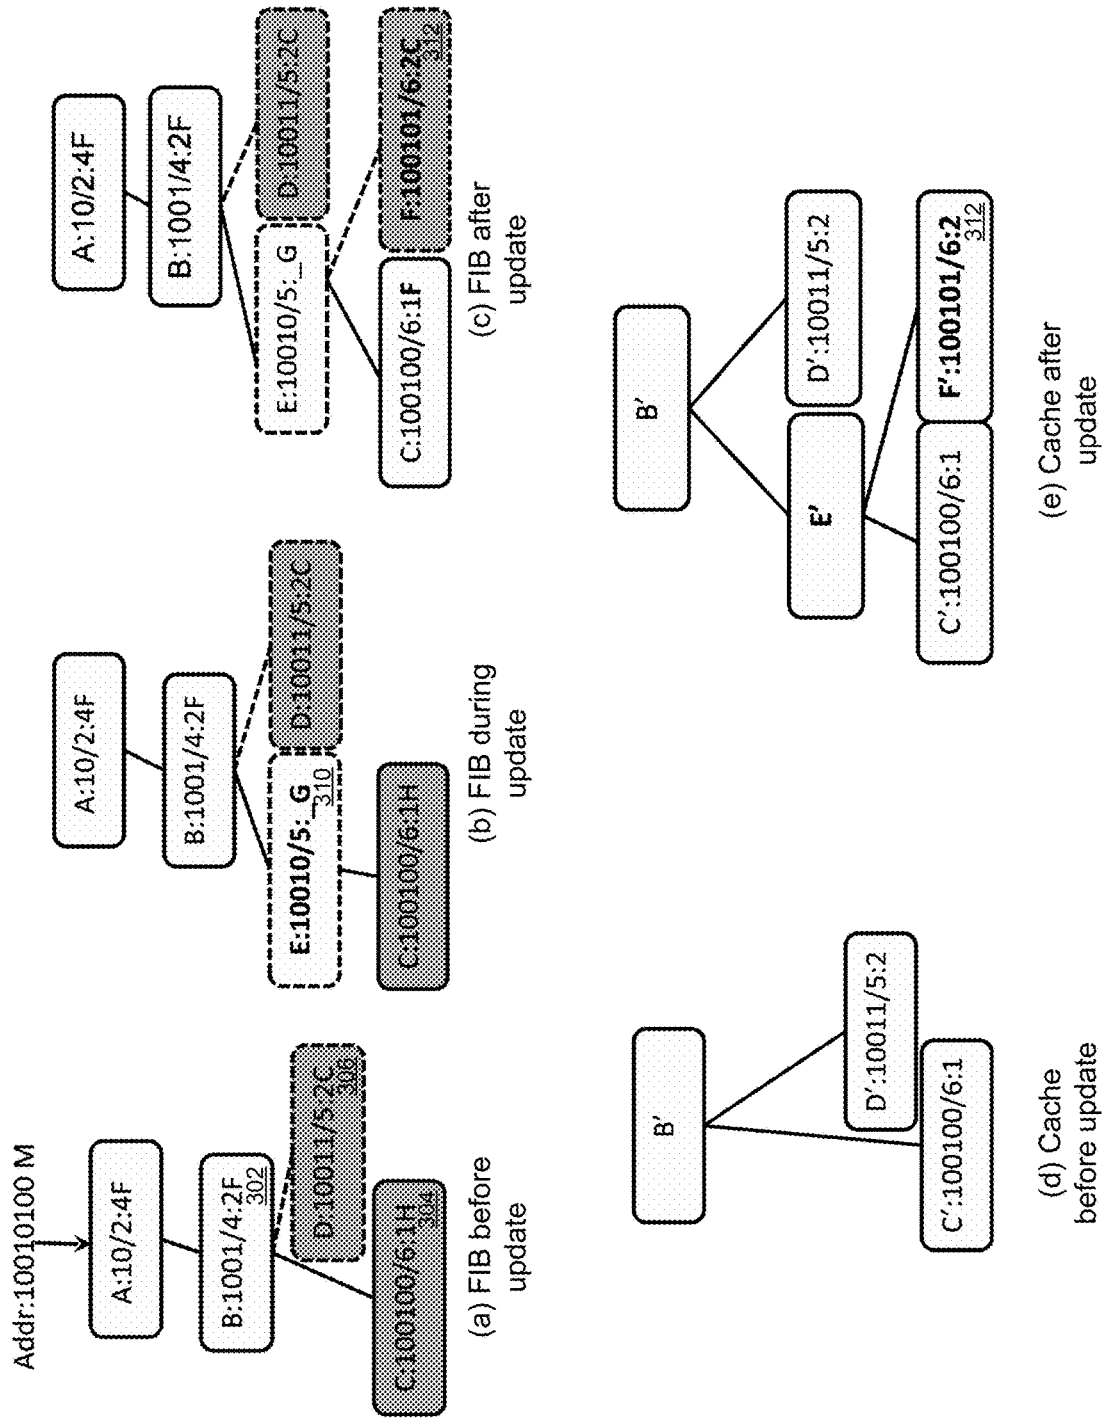 Addr:10010100 M
A:10/2:4F
B:1001/4:2F
302
D:10011/5:2C
306
C:100100/6:1H
304
(a) FIB before
update
A:10/2:4F
B:1001/4:2F
E:10010/5:_G
310
D:10011/5:2C
C:100100/6:1H
(b) FIB during
update
A:10/2:4F
B:1001/4:2F
E:10010/5:_G
D:10011/5:2C
C:100100/6:1F
F:100101/6:2C
312
(c) FIB after
update
B′
D′:10011/5:2
C′:100100/6:1
(d) Cache
before update
B′
E′
D′:10011/5:2
C′:100100/6:1
F′:100101/6:2
312
(e) Cache after
update